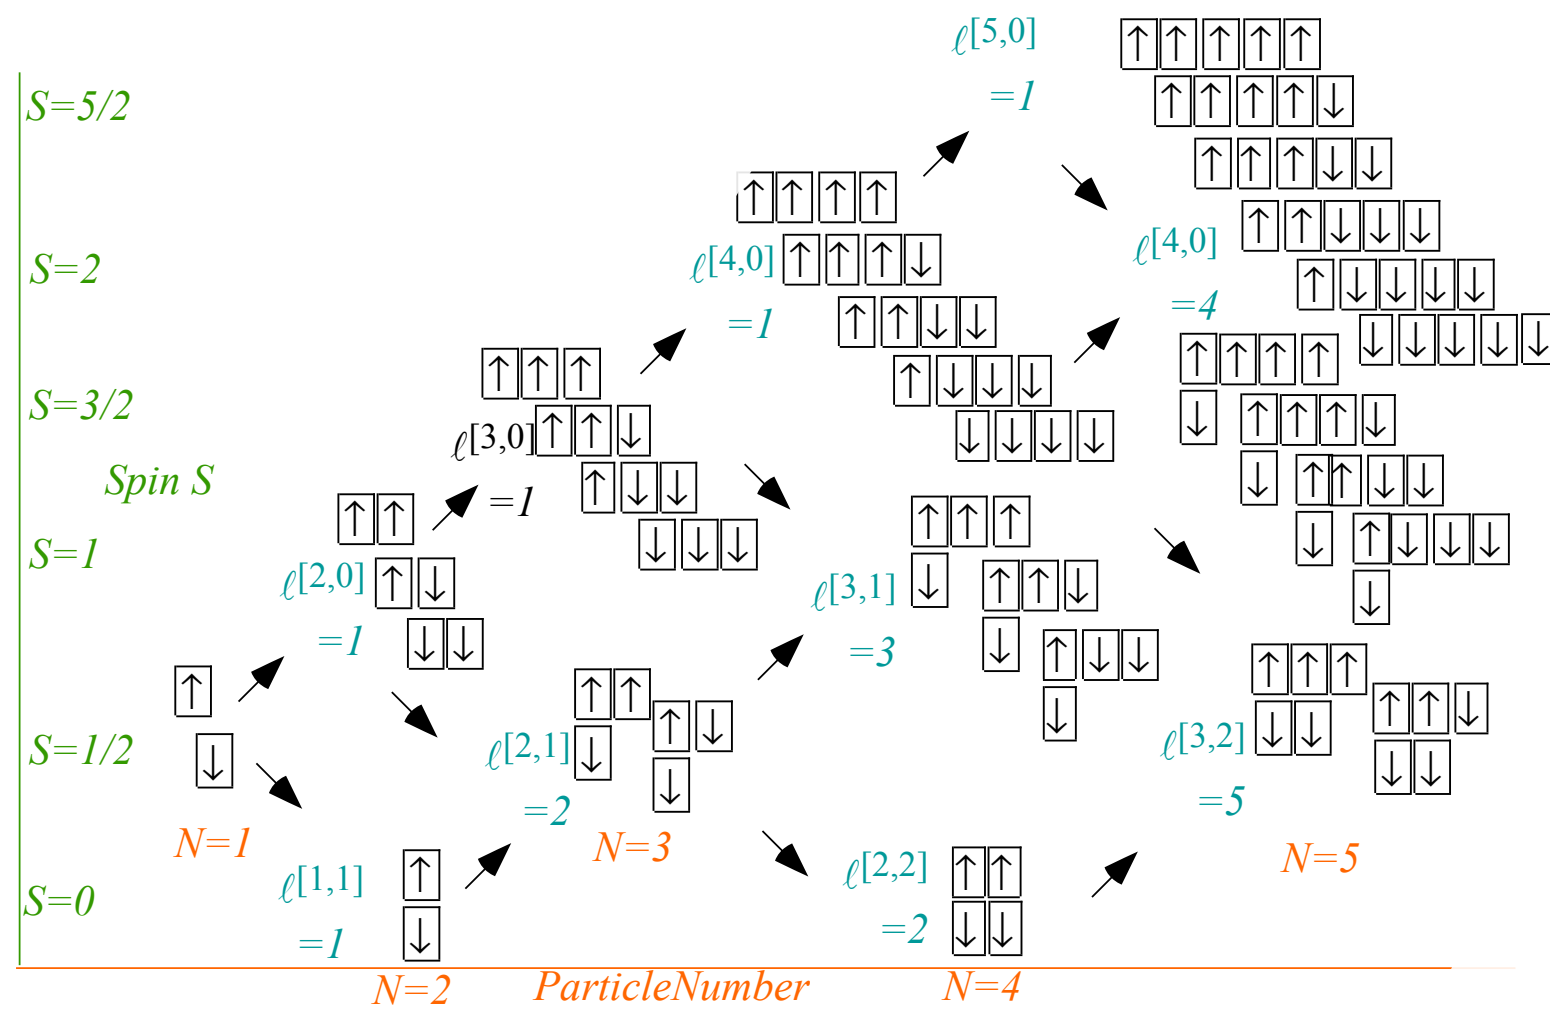 ℓ[5,0]
=1
↑ ↑ ↑ ↑ ↑
↑ ↑ ↑ ↑ ↓
↑ ↑ ↑ ↓ ↓
↑ ↑ ↓ ↓ ↓
↑ ↓ ↓ ↓ ↓
↓ ↓ ↓ ↓ ↓
S=5/2
S=2
S=3/2
Spin S
S=1
S=1/2
S=0
↑ ↑ ↑ ↑
ℓ[4,0]
=1
↑ ↑ ↑ ↓
↑ ↑ ↓ ↓
↑ ↓ ↓ ↓
↓ ↓ ↓ ↓
ℓ[4,0]
=4
↑ ↑ ↑ ↑
↓
↑ ↑ ↑ ↓
↓
↑ ↑ ↓ ↓
↓
↑ ↓ ↓ ↓
↓
↑ ↑ ↑
ℓ[3,0]
=1
↑ ↑ ↓
↑ ↓ ↓
↓ ↓ ↓
↑ ↑
ℓ[2,0]
=1
↑ ↓
↓ ↓
ℓ[3,1]
=3
↑ ↑ ↑
↓
↑ ↑ ↓
↓
↑ ↓ ↓
↓
↑
↓
N=1
ℓ[2,1]
=2
↑ ↑
↓
↑ ↓
↓
N=3
ℓ[3,2]
=5
↑ ↑ ↑
↓ ↓
↑ ↑ ↓
↓ ↓
N=5
ℓ[1,1]
=1
↑
↓
N=2
ℓ[2,2]
=2
↑ ↑
↓ ↓
N=4
ParticleNumber